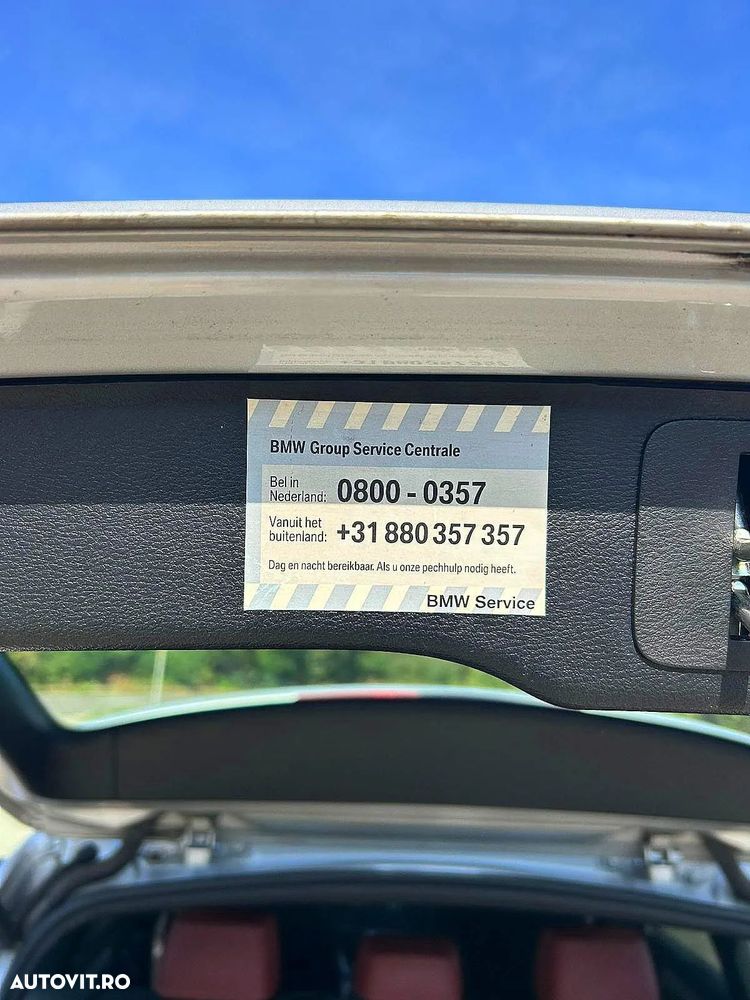 BMW Group Service Centrale
Bel in
Nederland: 0800 - 0357
Vanuit het
buitenland: +31 880 357 357
Dag en nacht bereikbaar. Als u onze pechhulp nodig heeft.
BMW Service
AUTOVIT.RO